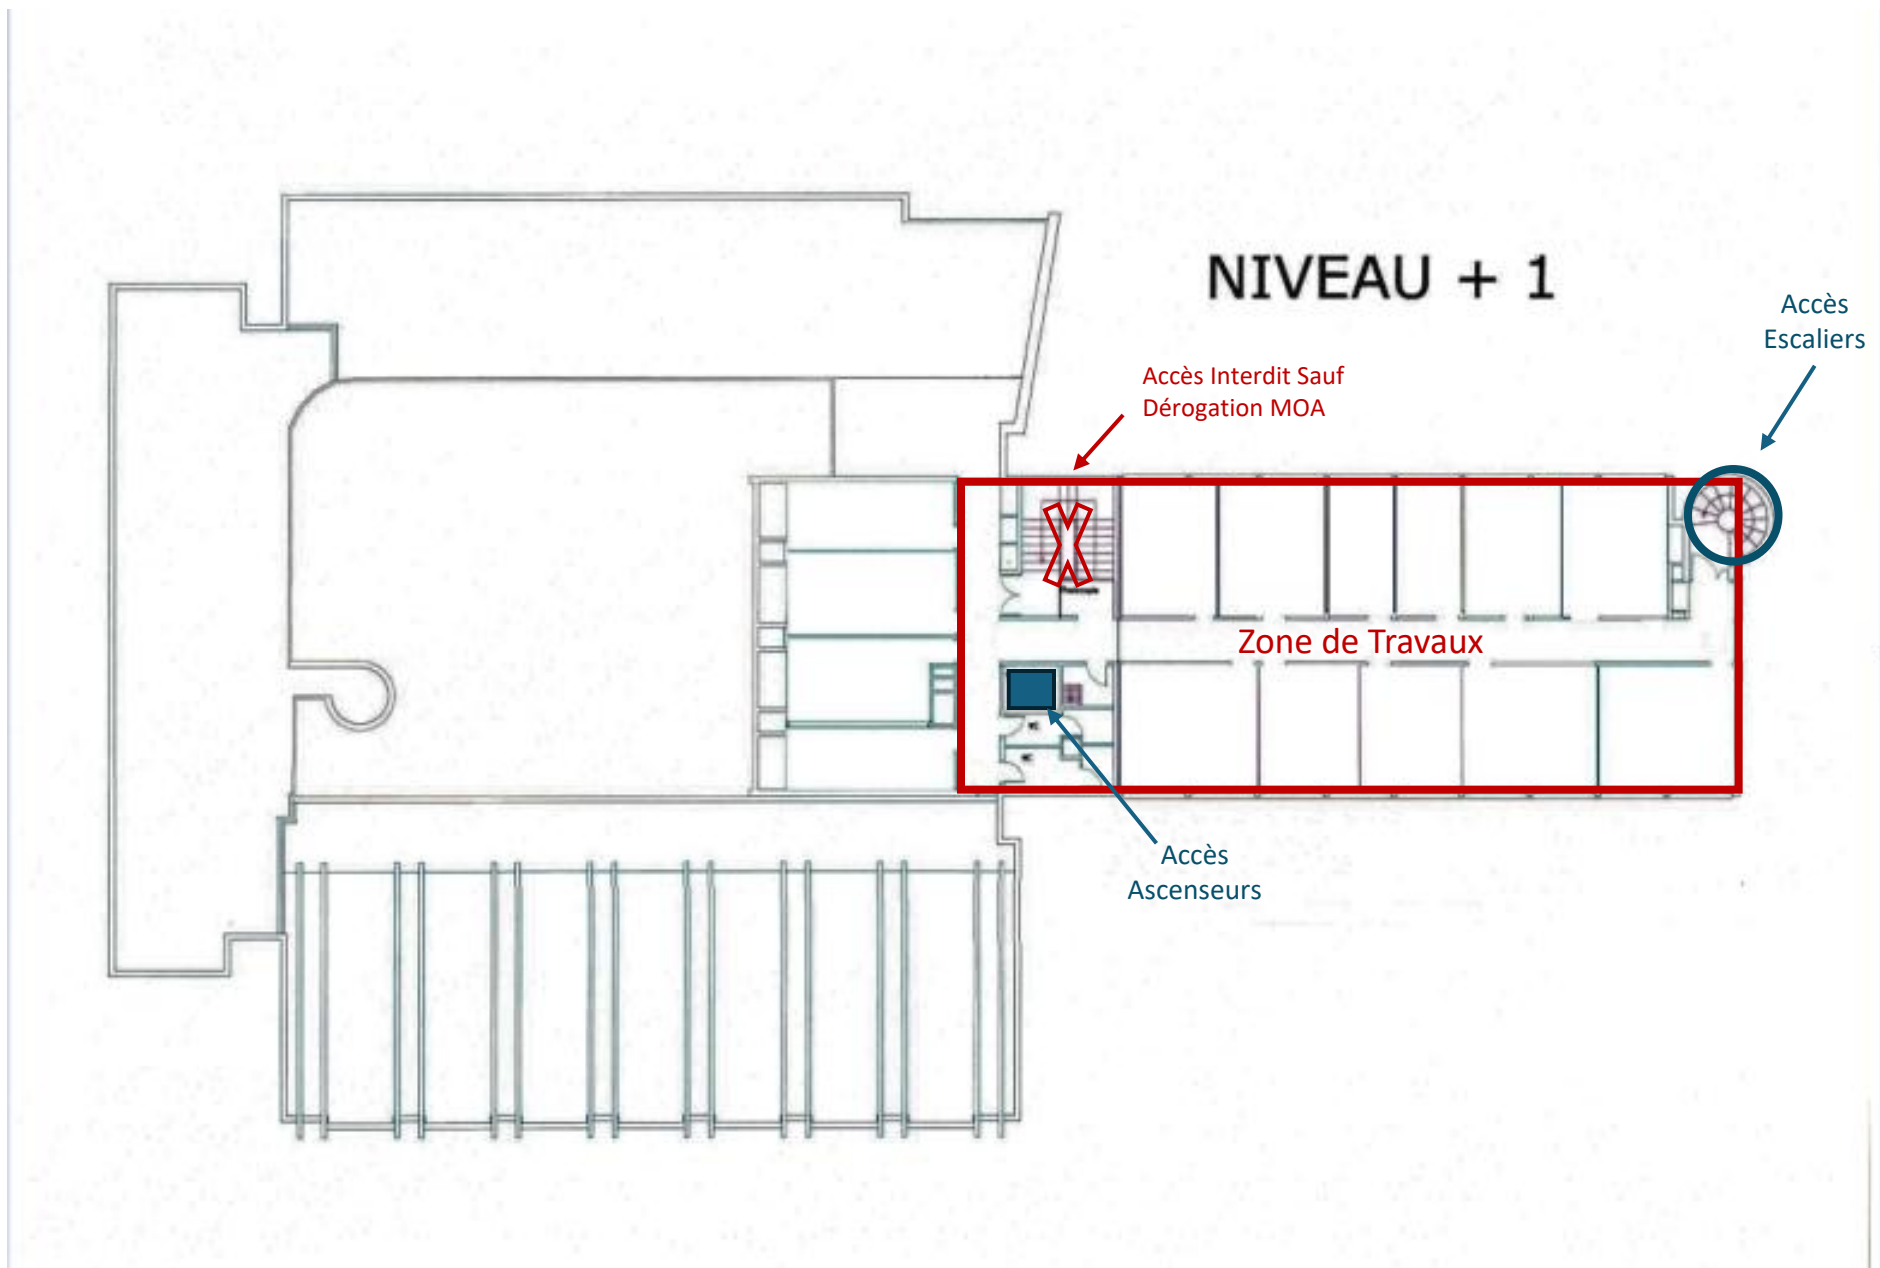 NIVEAU + 1
Accès
Escaliers
Accès Interdit Sauf
Dérogation MOA
Zone de Travaux
Accès
Ascenseurs